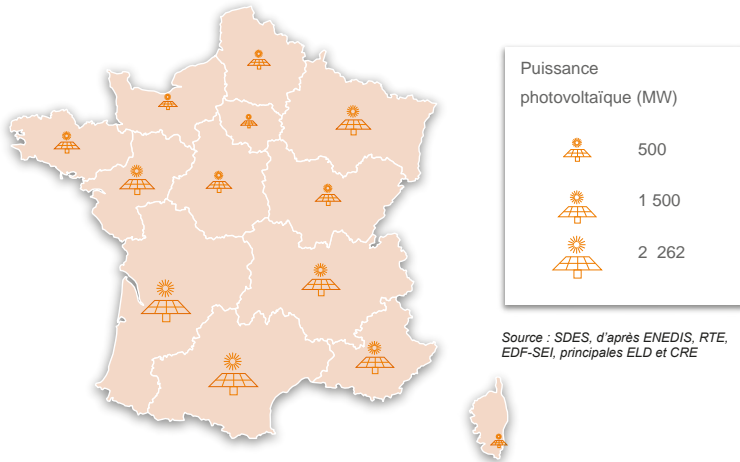 Puissance
photovoltaïque (MW)
500
1 500
2 262
Source : SDES, d'après ENEDIS, RTE,
EDF-SEI, principales ELD et CRE